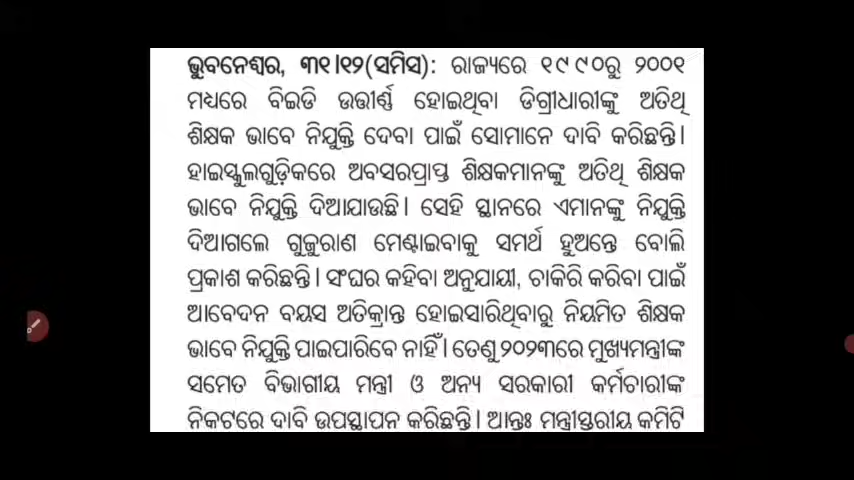 ଭୁବନେଶ୍ୱର, ୩୧।୧୨(ସମିସ): ରାଜ୍ୟରେ ୧୯୯୦ରୁ ୨୦୦୧
ମଧ୍ୟରେ ବିଇଡି ଉତ୍ତୀର୍ଣ୍ଣ ହୋଇଥିବା ଡିଗ୍ରୀଧାରୀଙ୍କୁ ଅତିଥି
ଶିକ୍ଷକ ଭାବେ ନିଯୁକ୍ତି ଦେବା ପାଇଁ ସୋମାନେ ଦାବି କରିଛନ୍ତି।
ହାଇସ୍କୁଲଗୁଡ଼ିକରେ ଅବସରପ୍ରାପ୍ତ ଶିକ୍ଷକମାନଙ୍କୁ ଅତିଥି ଶିକ୍ଷକ
ଭାବେ ନିଯୁକ୍ତି ଦିଆଯାଉଛି। ସେହି ସ୍ଥାନରେ ଏମାନଙ୍କୁ ନିଯୁକ୍ତି
ଦିଆଗଲେ ଗୁଜୁରାଣ ମେଣ୍ଟାଇବାକୁ ସମର୍ଥ ହୁଅନ୍ତେ ବୋଲି
ପ୍ରକାଶ କରିଛନ୍ତି। ସଂଘର କହିବା ଅନୁଯାୟୀ, ଚାକିରି କରିବା ପାଇଁ
ଆବେଦନ ବୟସ ଅତିକ୍ରାନ୍ତ ହୋଇସାରିଥିବାରୁ ନିୟମିତ ଶିକ୍ଷକ
ଭାବେ ନିଯୁକ୍ତି ପାଇପାରିବେ ନାହିଁ। ତେଣୁ ୨୦୨୩ରେ ମୁଖ୍ୟମନ୍ତ୍ରୀଙ୍କ
ସମେତ ବିଭାଗୀୟ ମନ୍ତ୍ରୀ ଓ ଅନ୍ୟ ସରକାରୀ କର୍ମଚାରୀଙ୍କ
ନିକଟରେ ଦାବି ଉପସ୍ଥାପନ କରିଛନ୍ତି। ଆନ୍ତଃ ମନ୍ତ୍ରୀସ୍ତରୀୟ କମିଟି